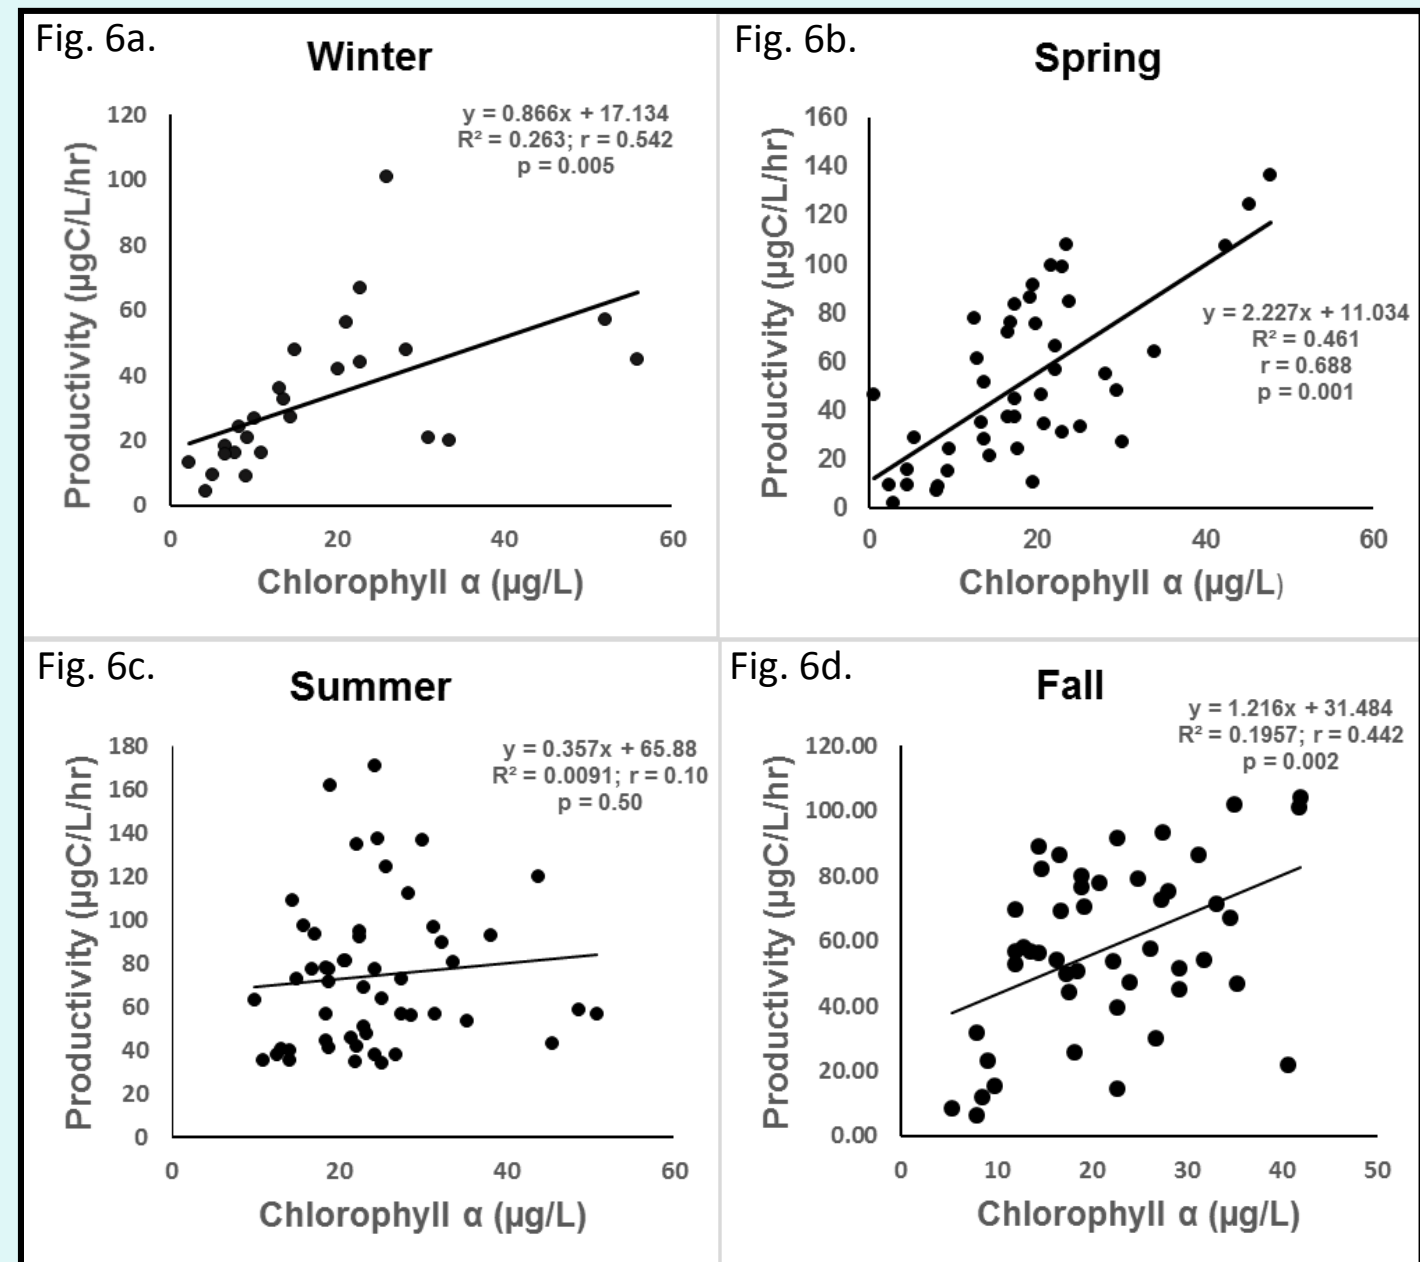 Fig. 6a.
Winter
y = 0.866x + 17.134
R² = 0.263; r = 0.542
p = 0.005
120
100
80
60
40
20
0
Productivity (µgC/L/hr)
0 20 40 60
Chlorophyll α (µg/L)
Fig. 6b.
Spring
160
140
120
100
80
60
40
20
0
Productivity (µgC/L/hr)
y = 2.227x + 11.034
R² = 0.461
r = 0.688
p = 0.001
0 20 40 60
Chlorophyll α (µg/L)
Fig. 6c.
Summer
y = 0.357x + 65.88
R² = 0.0091; r = 0.10
p = 0.50
180
160
140
120
100
80
60
40
20
0
Productivity (µgC/L/hr)
0 20 40 60
Chlorophyll α (µg/L)
Fig. 6d.
Fall
y = 1.216x + 31.484
R² = 0.1957; r = 0.442
p = 0.002
120.00
100.00
80.00
60.00
40.00
20.00
0.00
Productivity (µgC/L/hr)
0 10 20 30 40 50
Chlorophyll α (µg/L)